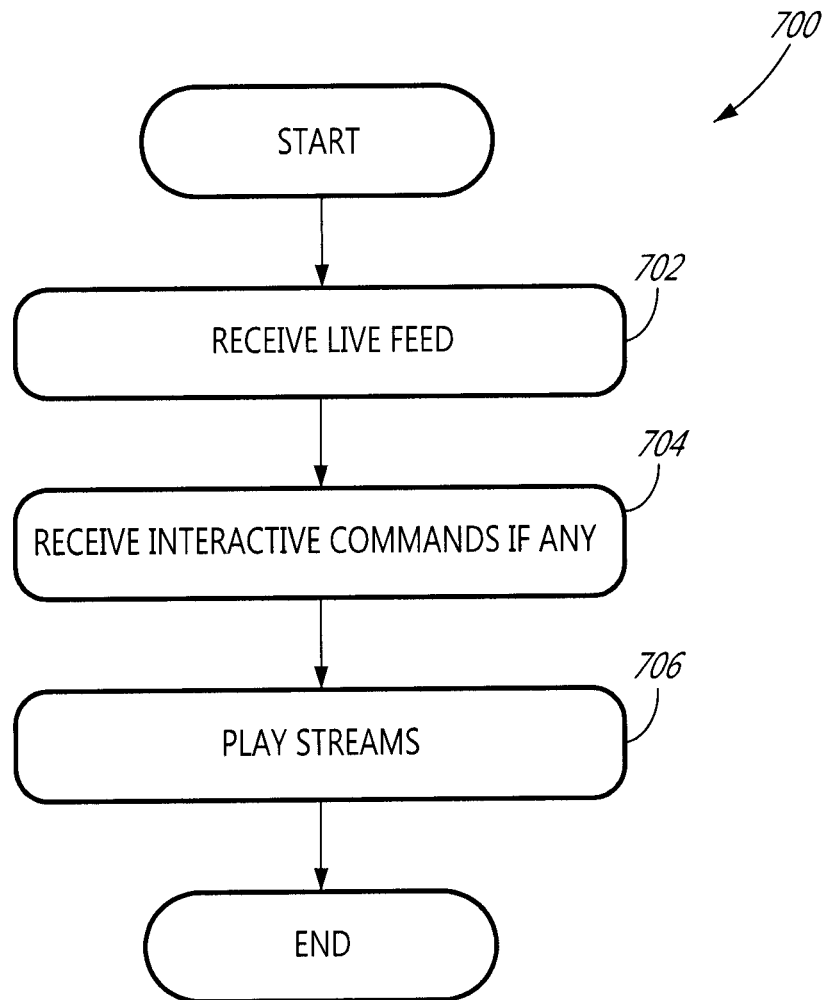 700
START
702
RECEIVE LIVE FEED
704
RECEIVE INTERACTIVE COMMANDS IF ANY
706
PLAY STREAMS
END